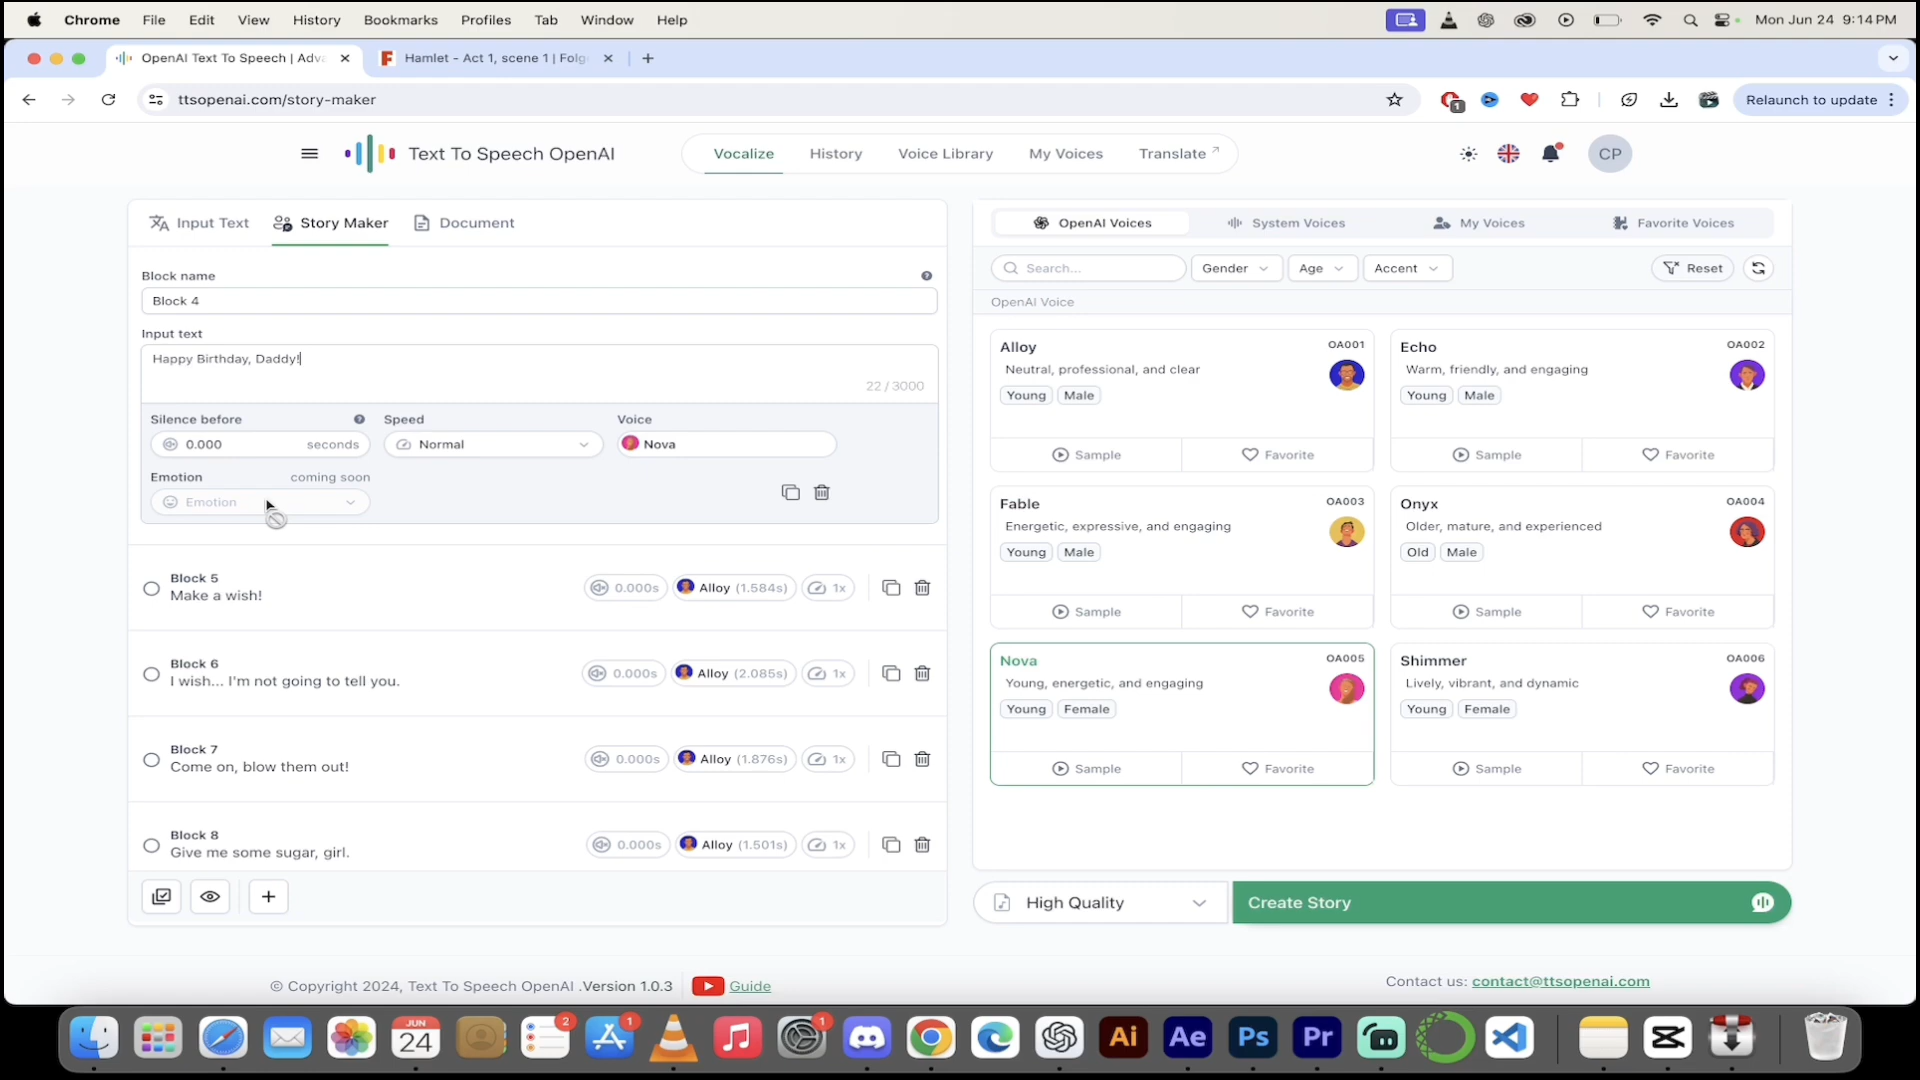 Chrome File Edit View History Bookmarks Profiles Tab Window Help Mon Jun 24 9:14 PM
OpenAI Text To Speech | Adva Hamlet - Act 1, scene 1 | Folg
ttsopenai.com/story-maker 1 Relaunch to update
Text To Speech OpenAI Vocalize History Voice Library My Voices Translate CP
Input Text Story Maker Document
Block name
Block 4
Input text
Happy Birthday, Daddy!
22 / 3000
Silence before Speed Voice
0.000 seconds Normal Nova
Emotion coming soon
Emotion
Block 5
Make a wish!
0.000s Alloy (1.584s) 1x
Block 6
I wish... I'm not going to tell you.
0.000s Alloy (2.085s) 1x
Block 7
Come on, blow them out!
0.000s Alloy (1.876s) 1x
Block 8
Give me some sugar, girl.
0.000s Alloy (1.501s) 1x
OpenAI Voices System Voices My Voices Favorite Voices
Search... Gender Age Accent Reset
OpenAI Voice
Alloy OA001
Neutral, professional, and clear
Young Male
Sample Favorite
Echo OA002
Warm, friendly, and engaging
Young Male
Sample Favorite
Fable OA003
Energetic, expressive, and engaging
Young Male
Sample Favorite
Onyx OA004
Older, mature, and experienced
Old Male
Sample Favorite
Nova OA005
Young, energetic, and engaging
Young Female
Sample Favorite
Shimmer OA006
Lively, vibrant, and dynamic
Young Female
Sample Favorite
High Quality Create Story
© Copyright 2024, Text To Speech OpenAI .Version 1.0.3 Guide
Contact us: contact@ttsopenai.com
JUN
24
2
1
1
Ai Ae Ps Pr